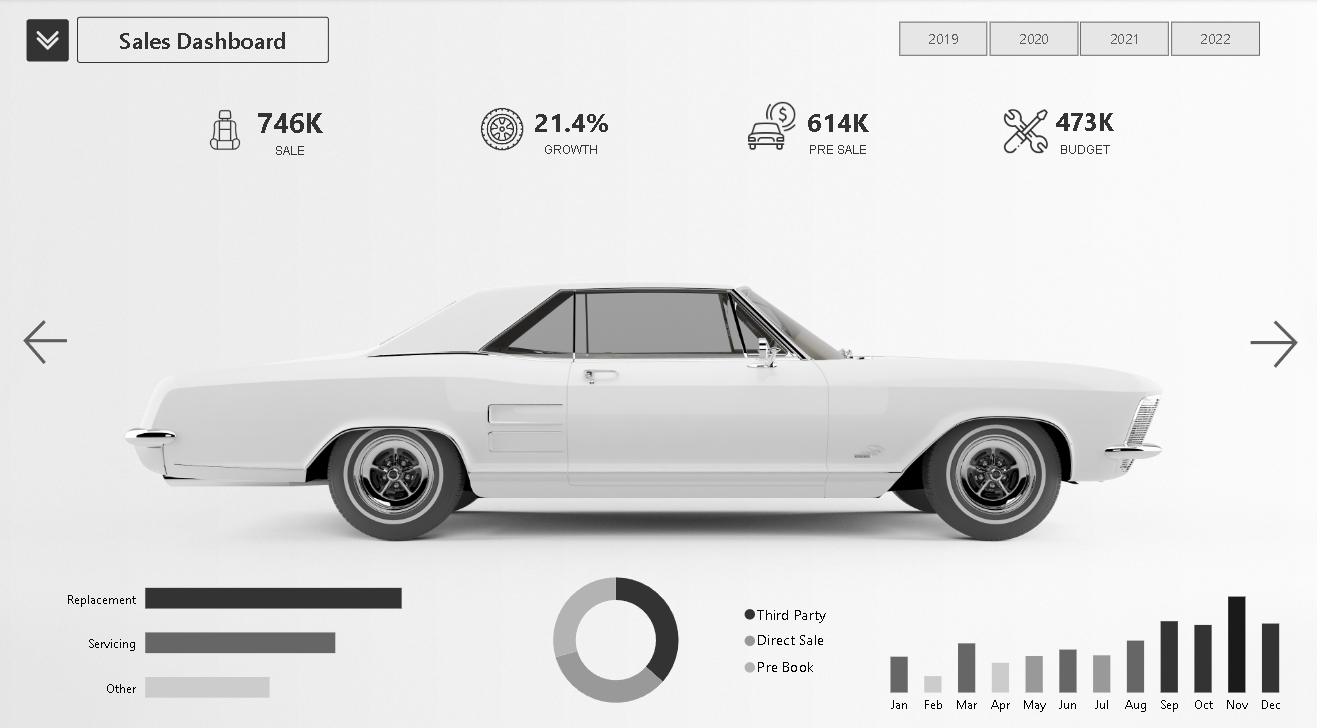 Sales Dashboard
2019
2020
2021
2022
746K
SALE
21.4%
GROWTH
$
614K
PRE SALE
473K
BUDGET
Replacement
Servicing
Other
Third Party
Direct Sale
Pre Book
Jan Feb Mar Apr May Jun Jul Aug Sep Oct Nov Dec